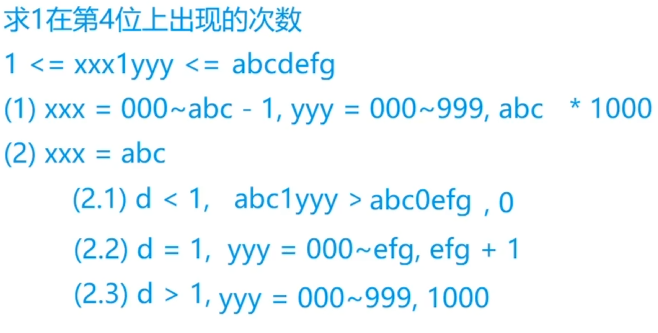 求1在第4位上出现的次数
1 <= xxx1yyy <= abcdefg
(1) xxx = 000~abc - 1, yyy = 000~999, abc * 1000
(2) xxx = abc
(2.1) d < 1, abc1yyy > abc0efg , 0
(2.2) d = 1, yyy = 000~efg, efg + 1
(2.3) d > 1, yyy = 000~999, 1000